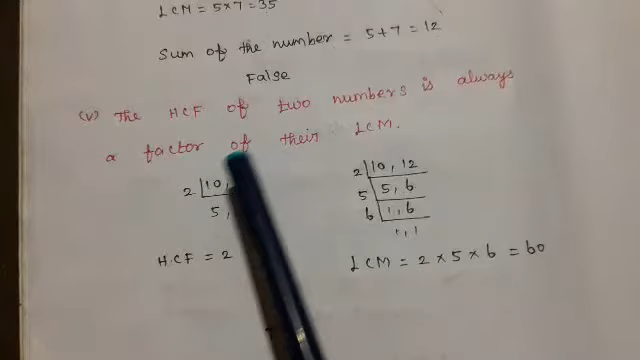 LCM = 5×7 = 35
Sum of the number = 5+7 = 12
False
(v) The HCF of two numbers is always
a factor of their LCM.
2 | 10,
5,
HCF = 2
2 | 10, 12
5 | 5, 6
6 | 1, 6
1, 1
LCM = 2 × 5 × 6 = 60